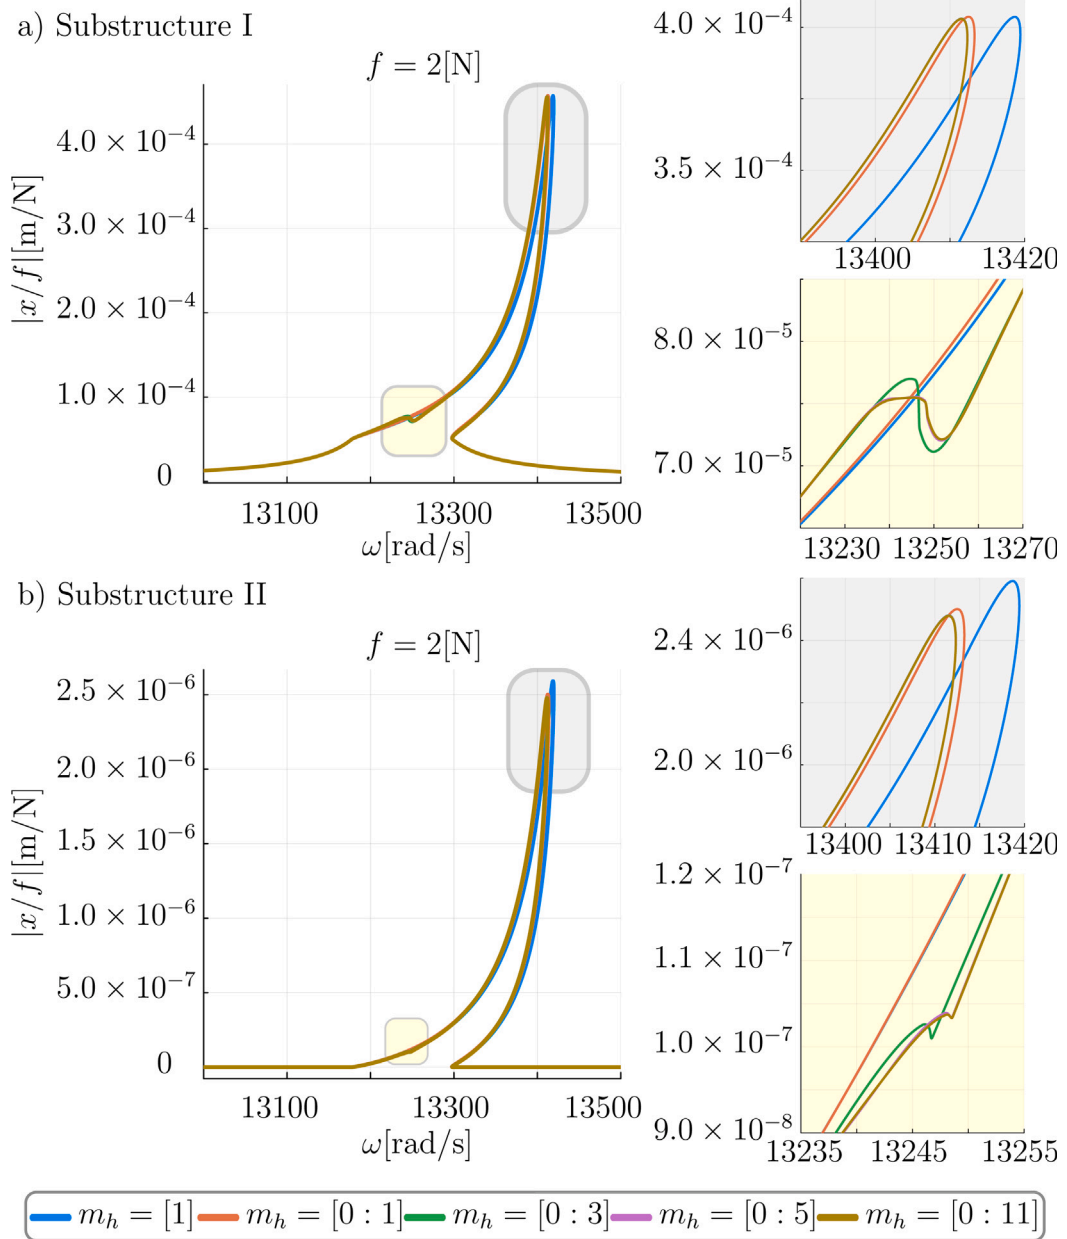 a) Substructure I
f = 2[N]
|x/f|[m/N]
4.0 × 10⁻⁴
3.0 × 10⁻⁴
2.0 × 10⁻⁴
1.0 × 10⁻⁴
0
13100 13300 13500
ω[rad/s]
4.0 × 10⁻⁴
3.5 × 10⁻⁴
13400 13420
8.0 × 10⁻⁵
7.0 × 10⁻⁵
13230 13250 13270
b) Substructure II
f = 2[N]
|x/f|[m/N]
2.5 × 10⁻⁶
2.0 × 10⁻⁶
1.5 × 10⁻⁶
1.0 × 10⁻⁶
5.0 × 10⁻⁷
0
13100 13300 13500
ω[rad/s]
2.4 × 10⁻⁶
2.0 × 10⁻⁶
13400 13410 13420
1.2 × 10⁻⁷
1.1 × 10⁻⁷
1.0 × 10⁻⁷
9.0 × 10⁻⁸
13235 13245 13255
mₕ = [1] mₕ = [0 : 1] mₕ = [0 : 3] mₕ = [0 : 5] mₕ = [0 : 11]